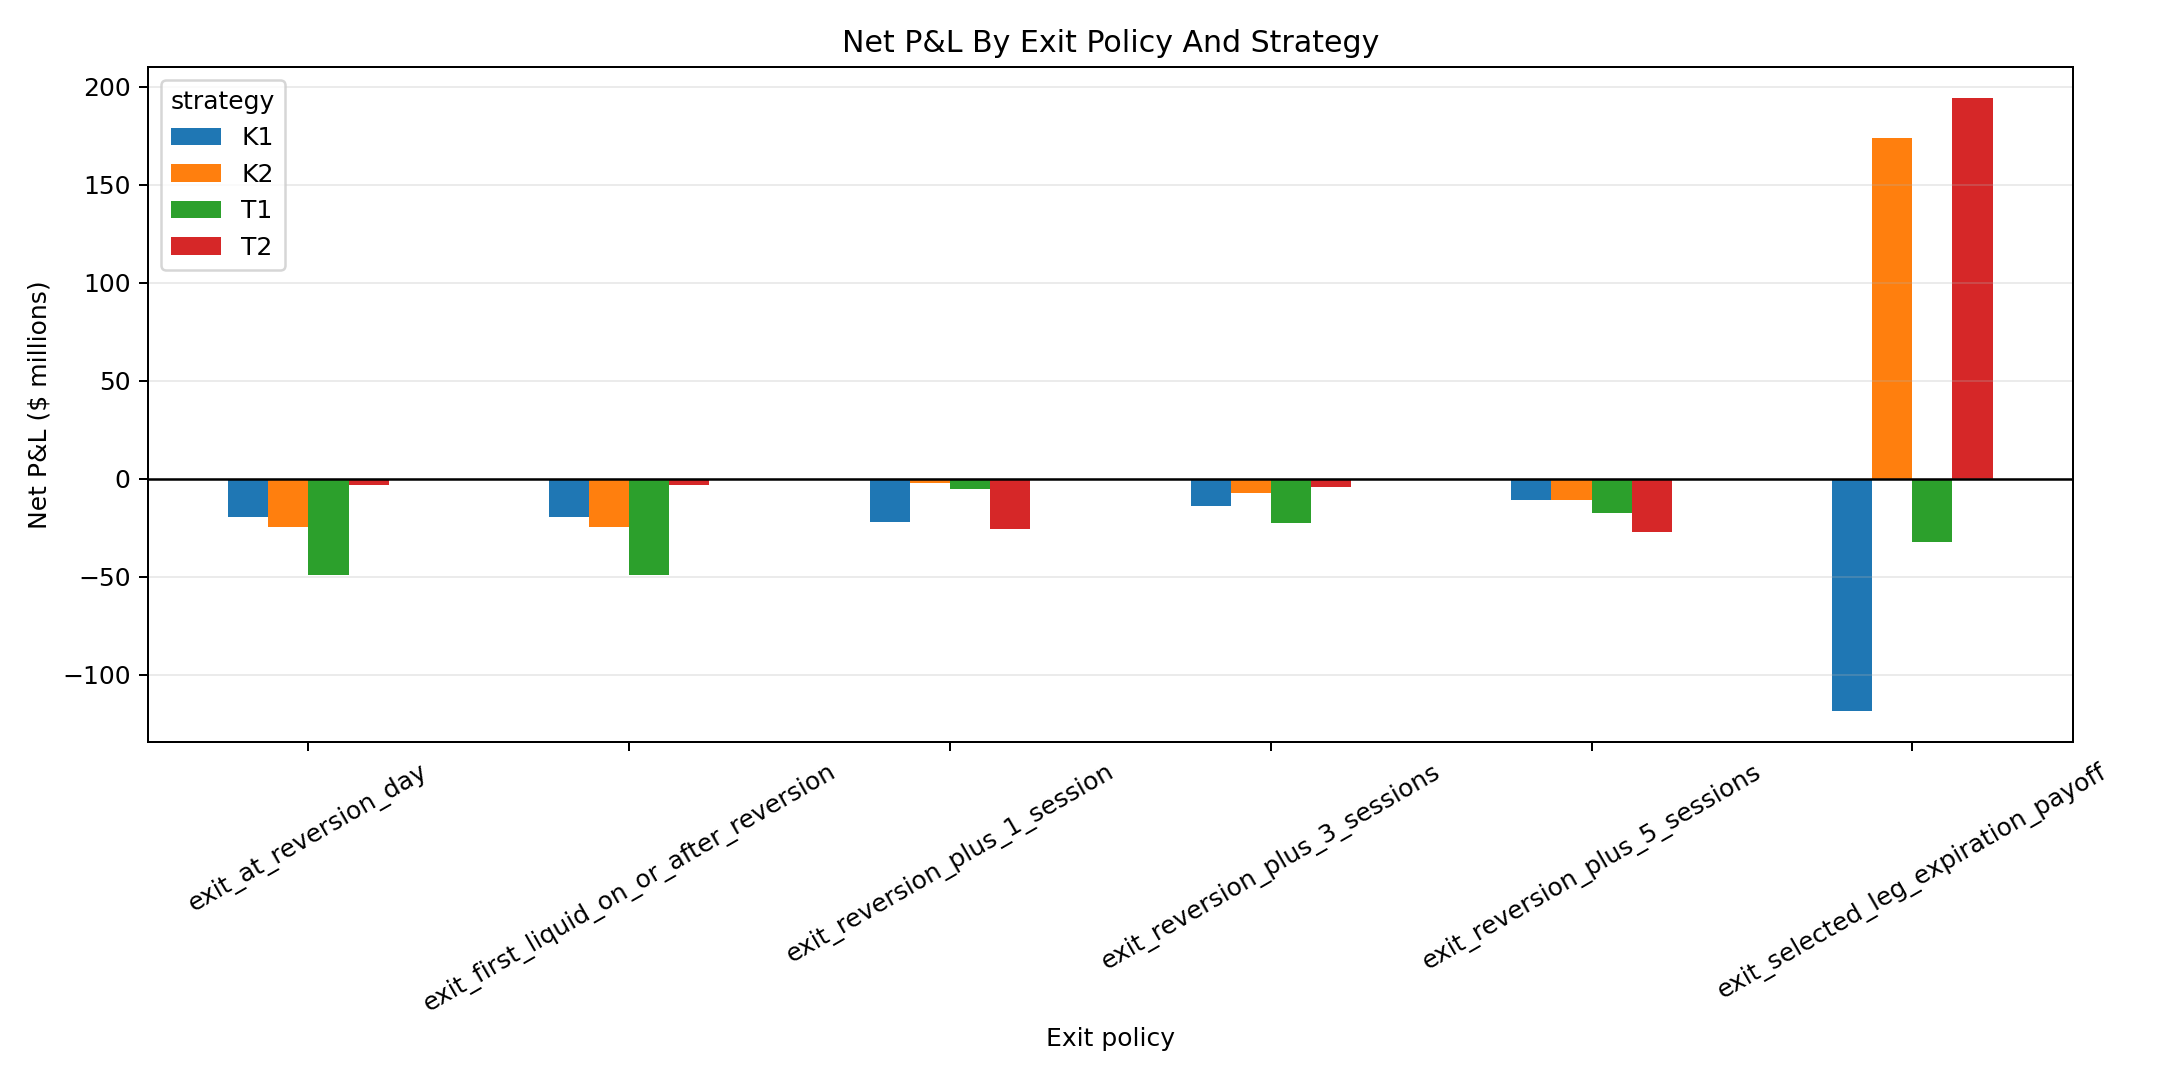 Net P&L By Exit Policy And Strategy
Net P&L ($ millions)
200
150
100
50
0
−50
−100
strategy
K1
K2
T1
T2
exit_at_reversion_day
exit_first_liquid_on_or_after_reversion
exit_reversion_plus_1_session
exit_reversion_plus_3_sessions
exit_reversion_plus_5_sessions
exit_selected_leg_expiration_payoff
Exit policy